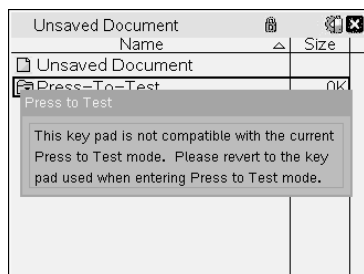 Unsaved Document
Name Size
Unsaved Document
Press-To-Test 0K
Press to Test
This key pad is not compatible with the current
Press to Test mode. Please revert to the key
pad used when entering Press to Test mode.